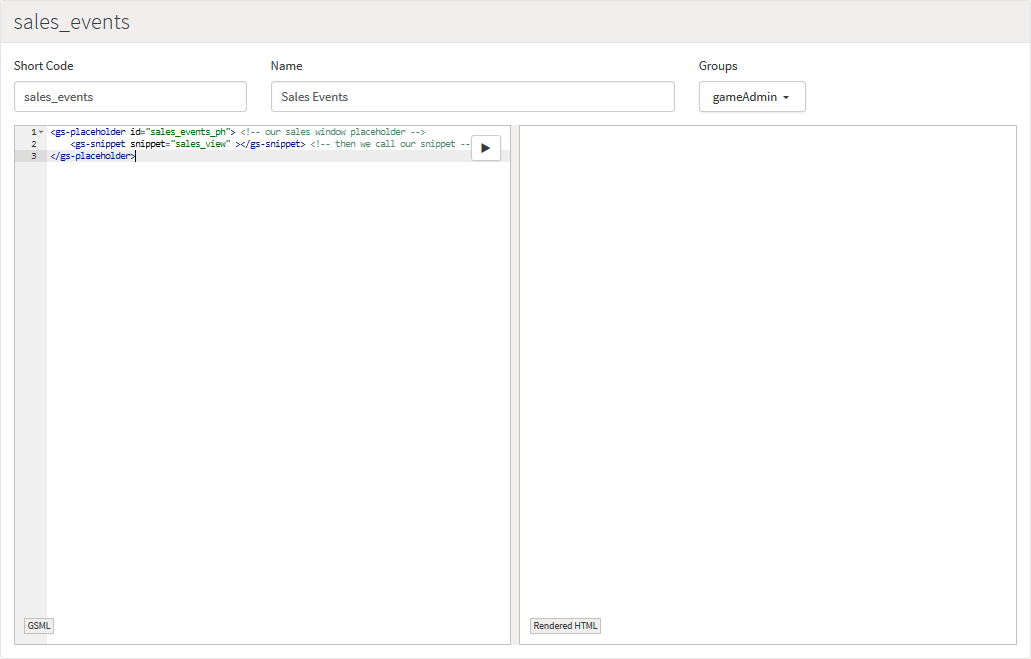 sales_events
Short Code
Name
Groups
sales_events
Sales Events
gameAdmin
1 <gs-placeholder id="sales_events_ph"> <!-- our sales window placeholder -->
2 <gs-snippet snippet="sales_view" ></gs-snippet> <!-- then we call our snippet --
3 </gs-placeholder>
GSML
Rendered HTML